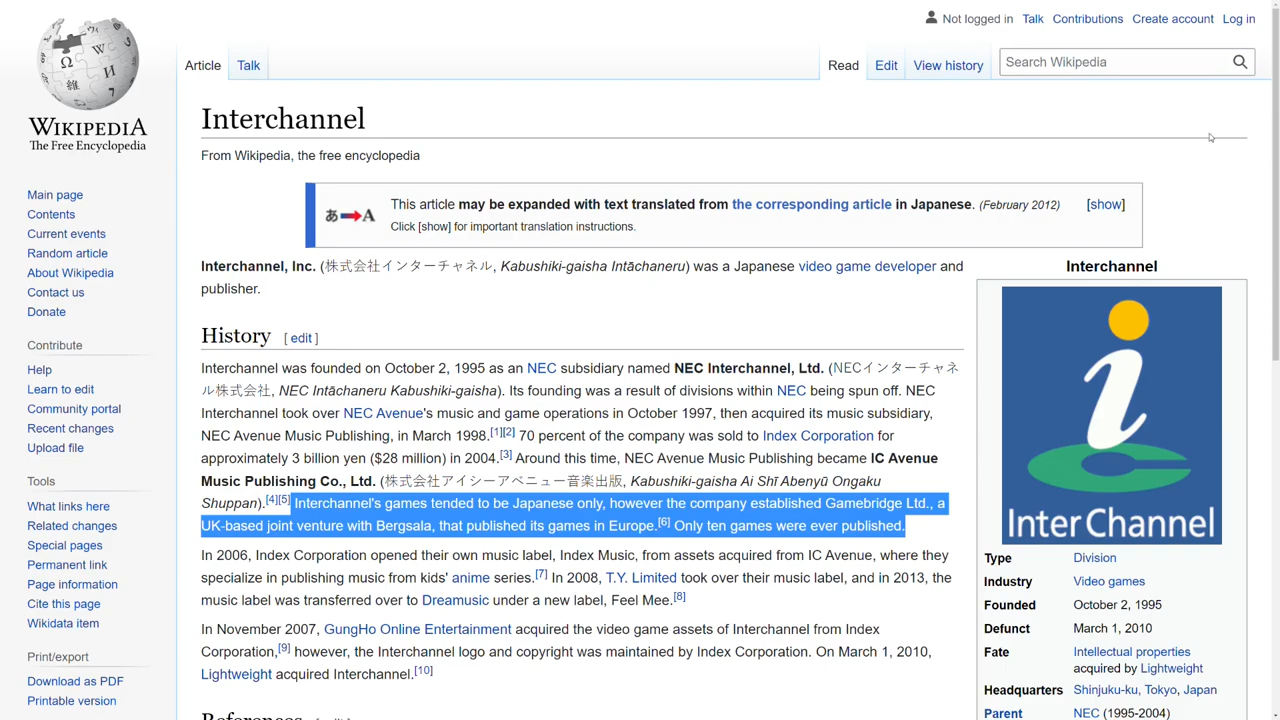 Not logged in Talk Contributions Create account Log in
Article Talk Read Edit View history Search Wikipedia
WIKIPEDIA
The Free Encyclopedia
Main page
Contents
Current events
Random article
About Wikipedia
Contact us
Donate
Contribute
Help
Learn to edit
Community portal
Recent changes
Upload file
Tools
What links here
Related changes
Special pages
Permanent link
Page information
Cite this page
Wikidata item
Print/export
Download as PDF
Printable version
Interchannel
From Wikipedia, the free encyclopedia
あ A
This article may be expanded with text translated from the corresponding article in Japanese. (February 2012) [show]
Click [show] for important translation instructions.
Interchannel, Inc. (株式会社インターチャネル, Kabushiki-gaisha Intāchaneru) was a Japanese video game developer and
publisher.
History [ edit ]
Interchannel was founded on October 2, 1995 as an NEC subsidiary named NEC Interchannel, Ltd. (NECインターチャネ
ル株式会社, NEC Intāchaneru Kabushiki-gaisha). Its founding was a result of divisions within NEC being spun off. NEC
Interchannel took over NEC Avenue's music and game operations in October 1997, then acquired its music subsidiary,
NEC Avenue Music Publishing, in March 1998.[1][2] 70 percent of the company was sold to Index Corporation for
approximately 3 billion yen ($28 million) in 2004.[3] Around this time, NEC Avenue Music Publishing became IC Avenue
Music Publishing Co., Ltd. (株式会社アイシーアベニュー音楽出版, Kabushiki-gaisha Ai Shī Abenyū Ongaku
Shuppan).[4][5] Interchannel's games tended to be Japanese only, however the company established Gamebridge Ltd., a
UK-based joint venture with Bergsala, that published its games in Europe.[6] Only ten games were ever published.
In 2006, Index Corporation opened their own music label, Index Music, from assets acquired from IC Avenue, where they
specialize in publishing music from kids' anime series.[7] In 2008, T.Y. Limited took over their music label, and in 2013, the
music label was transferred over to Dreamusic under a new label, Feel Mee.[8]
In November 2007, GungHo Online Entertainment acquired the video game assets of Interchannel from Index
Corporation,[9] however, the Interchannel logo and copyright was maintained by Index Corporation. On March 1, 2010,
Lightweight acquired Interchannel.[10]
References [ edit ]
Interchannel
i
InterChannel
Type Division
Industry Video games
Founded October 2, 1995
Defunct March 1, 2010
Fate Intellectual properties
acquired by Lightweight
Headquarters Shinjuku-ku, Tokyo, Japan
Parent NEC (1995-2004)